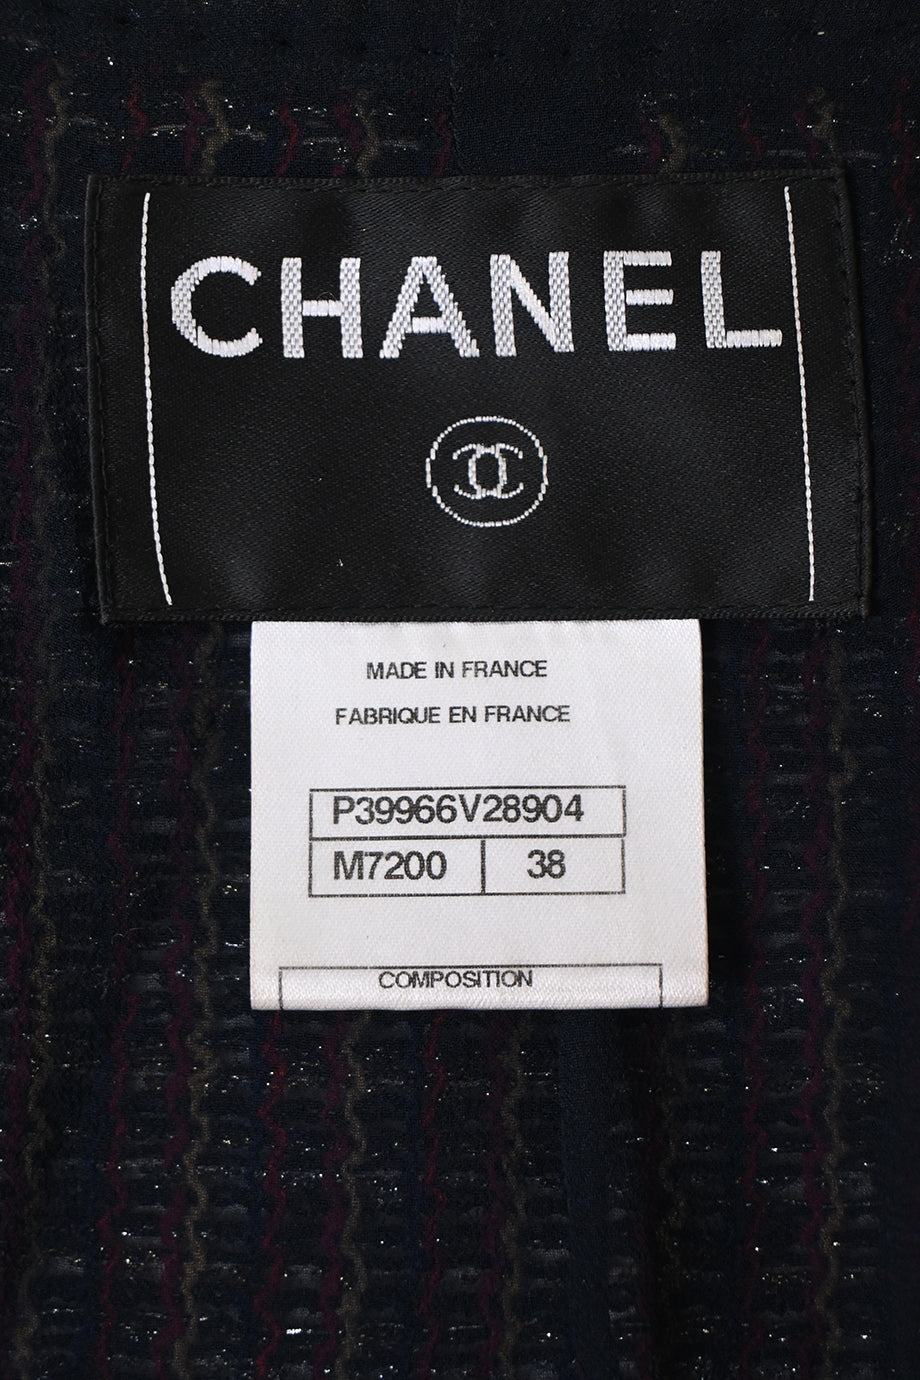 CHANEL
MADE IN FRANCE
FABRIQUE EN FRANCE
P39966V28904
M7200 38
COMPOSITION